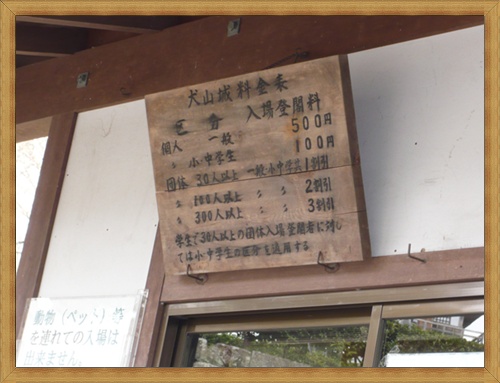 犬山城料金表
区分 入場登閣料
個人 一般 500円
〃 小・中学生 100円
団体 30人以上 一般小中学共1割引
〃 100人以上 〃 〃 2割引
〃 300人以上 〃 〃 3割引
学生で30人以上の団体入場登閣者に対し
ては小・中学生の区分を適用する
動物(ペット)等
を連れての入場は
出来ません。